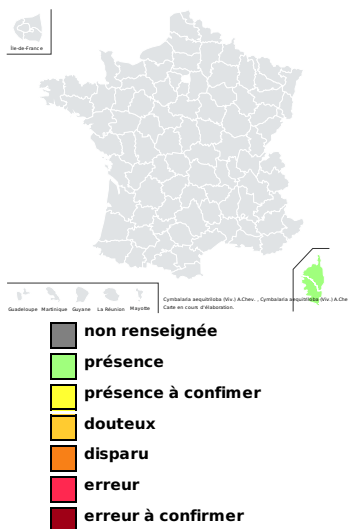 Île-de-France
Guadeloupe Martinique Guyane La Réunion Mayotte
Cymbalaria aequitriloba (Viv.) A.Chev. , Cymbalaria aequitriloba (Viv.) A.Che
Carte en cours d'élaboration.
non renseignée
présence
présence à confimer
douteux
disparu
erreur
erreur à confirmer